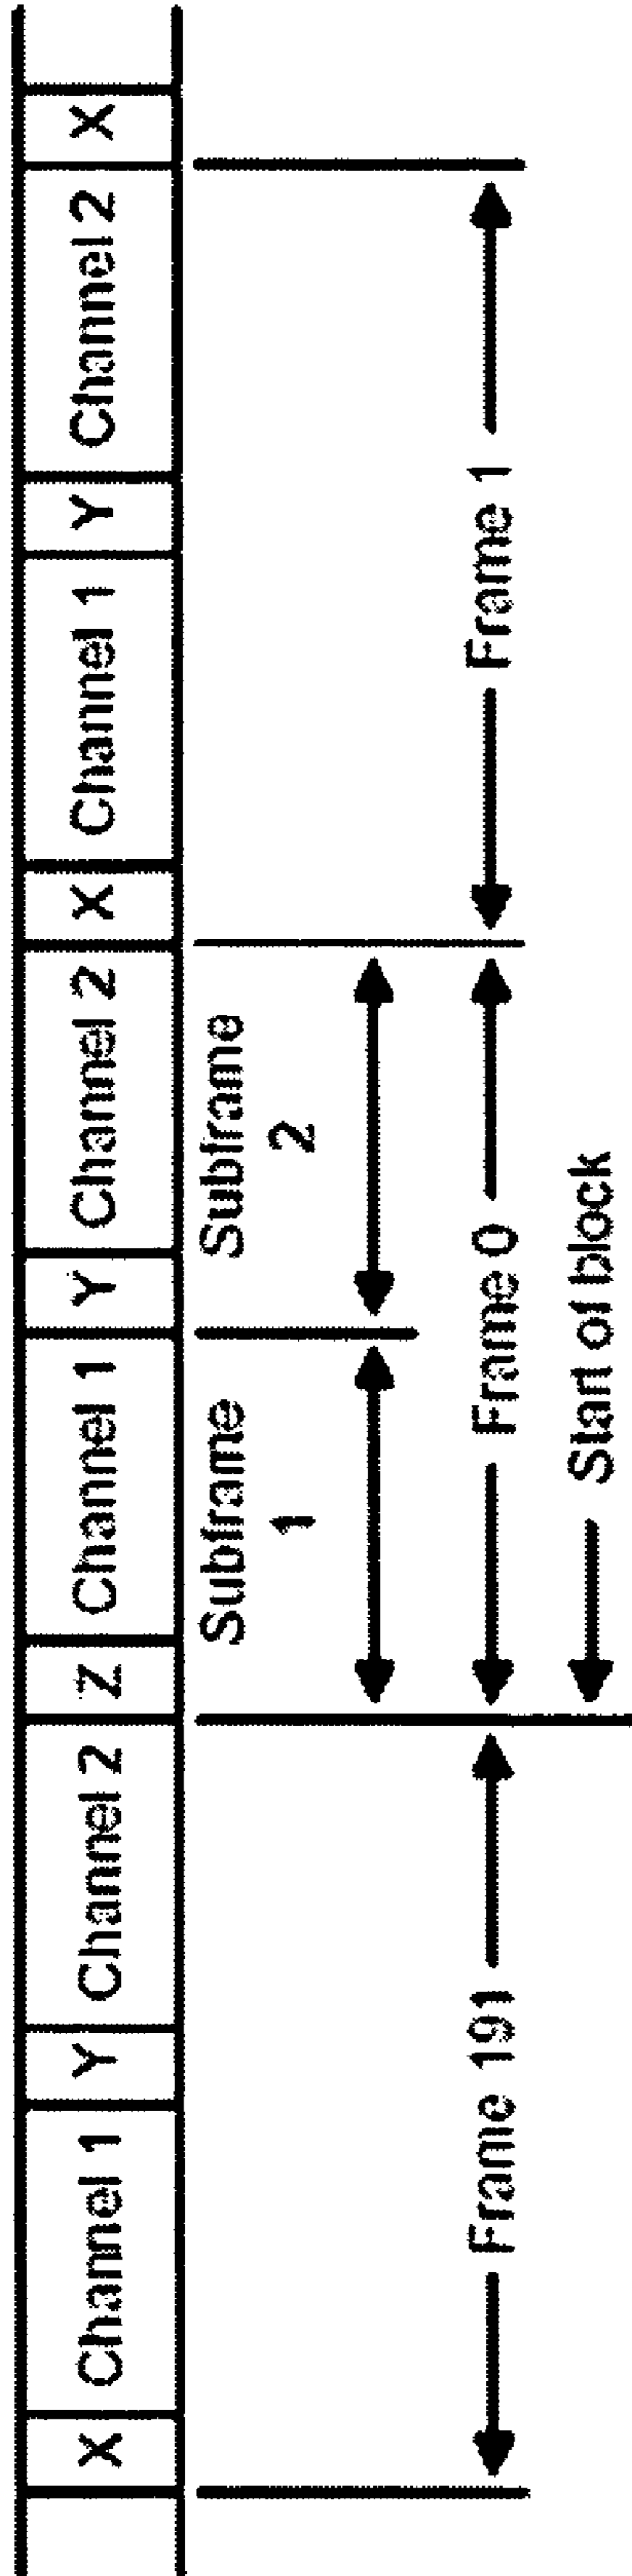 X Channel 1 Y Channel 2 Z Channel 1 Y Channel 2 X Channel 1 Y Channel 2 X
Subframe
1
Subframe
2
Frame 191
Frame 0
Frame 1
Start of block